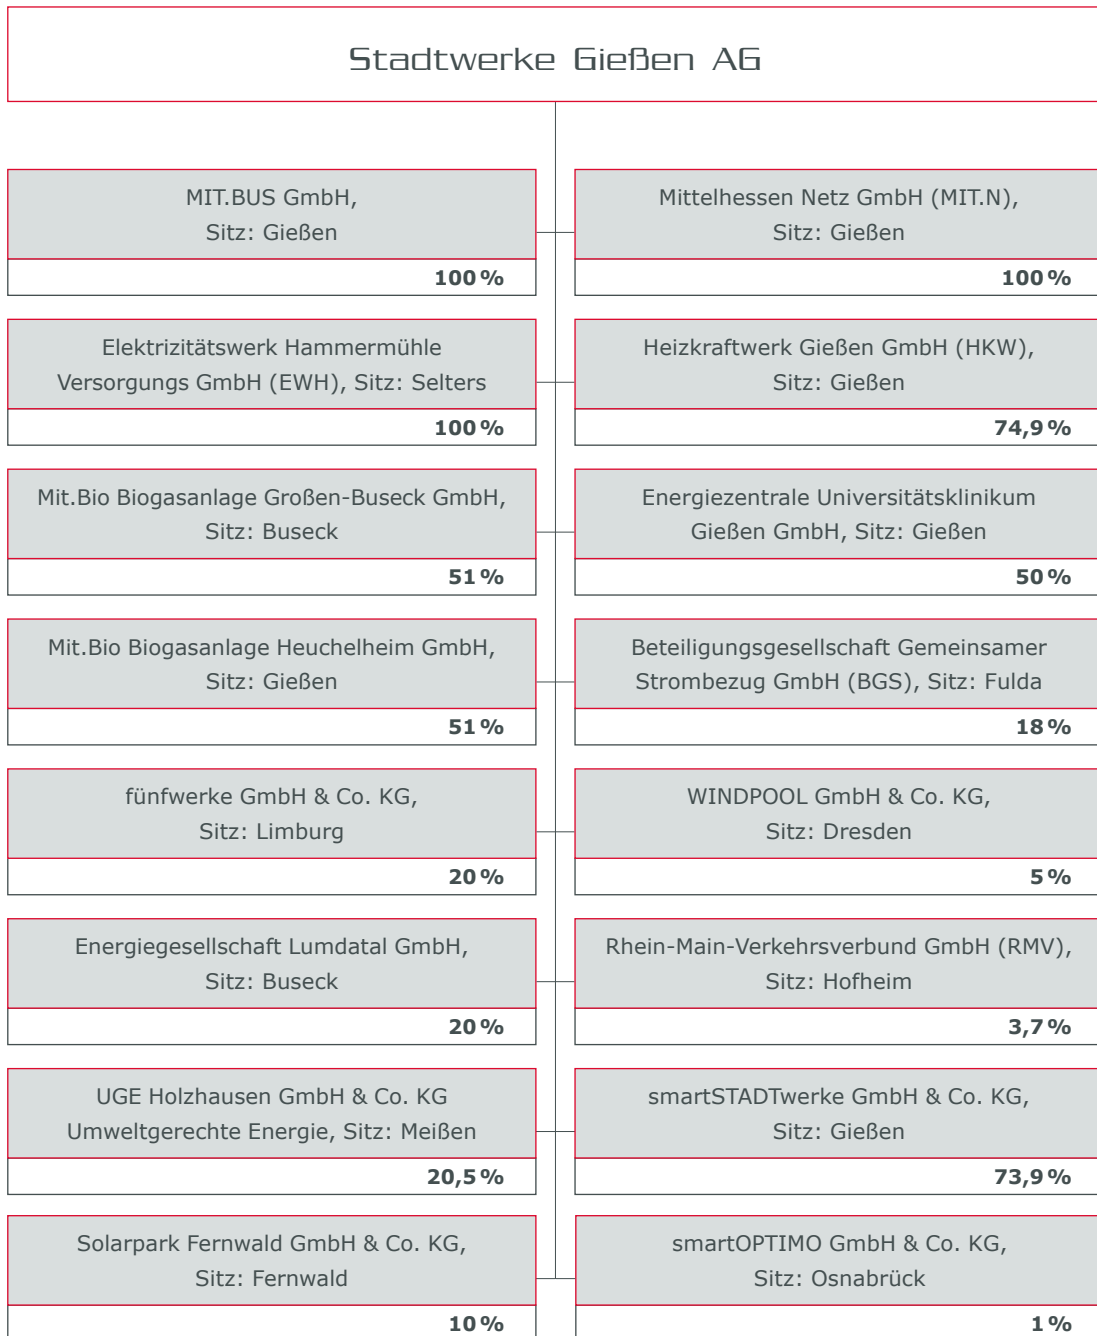 Stadtwerke Gießen AG
MIT.BUS GmbH,
Sitz: Gießen
100 %
Mittelhessen Netz GmbH (MIT.N),
Sitz: Gießen
100 %
Elektrizitätswerk Hammermühle
Versorgungs GmbH (EWH), Sitz: Selters
100 %
Heizkraftwerk Gießen GmbH (HKW),
Sitz: Gießen
74,9 %
Mit.Bio Biogasanlage Großen-Buseck GmbH,
Sitz: Buseck
51 %
Energiezentrale Universitätsklinikum
Gießen GmbH, Sitz: Gießen
50 %
Mit.Bio Biogasanlage Heuchelheim GmbH,
Sitz: Gießen
51 %
Beteiligungsgesellschaft Gemeinsamer
Strombezug GmbH (BGS), Sitz: Fulda
18 %
fünfwerke GmbH & Co. KG,
Sitz: Limburg
20 %
WINDPOOL GmbH & Co. KG,
Sitz: Dresden
5 %
Energiegesellschaft Lumdatal GmbH,
Sitz: Buseck
20 %
Rhein-Main-Verkehrsverbund GmbH (RMV),
Sitz: Hofheim
3,7 %
UGE Holzhausen GmbH & Co. KG
Umweltgerechte Energie, Sitz: Meißen
20,5 %
smartSTADTwerke GmbH & Co. KG,
Sitz: Gießen
73,9 %
Solarpark Fernwald GmbH & Co. KG,
Sitz: Fernwald
10 %
smartOPTIMO GmbH & Co. KG,
Sitz: Osnabrück
1 %